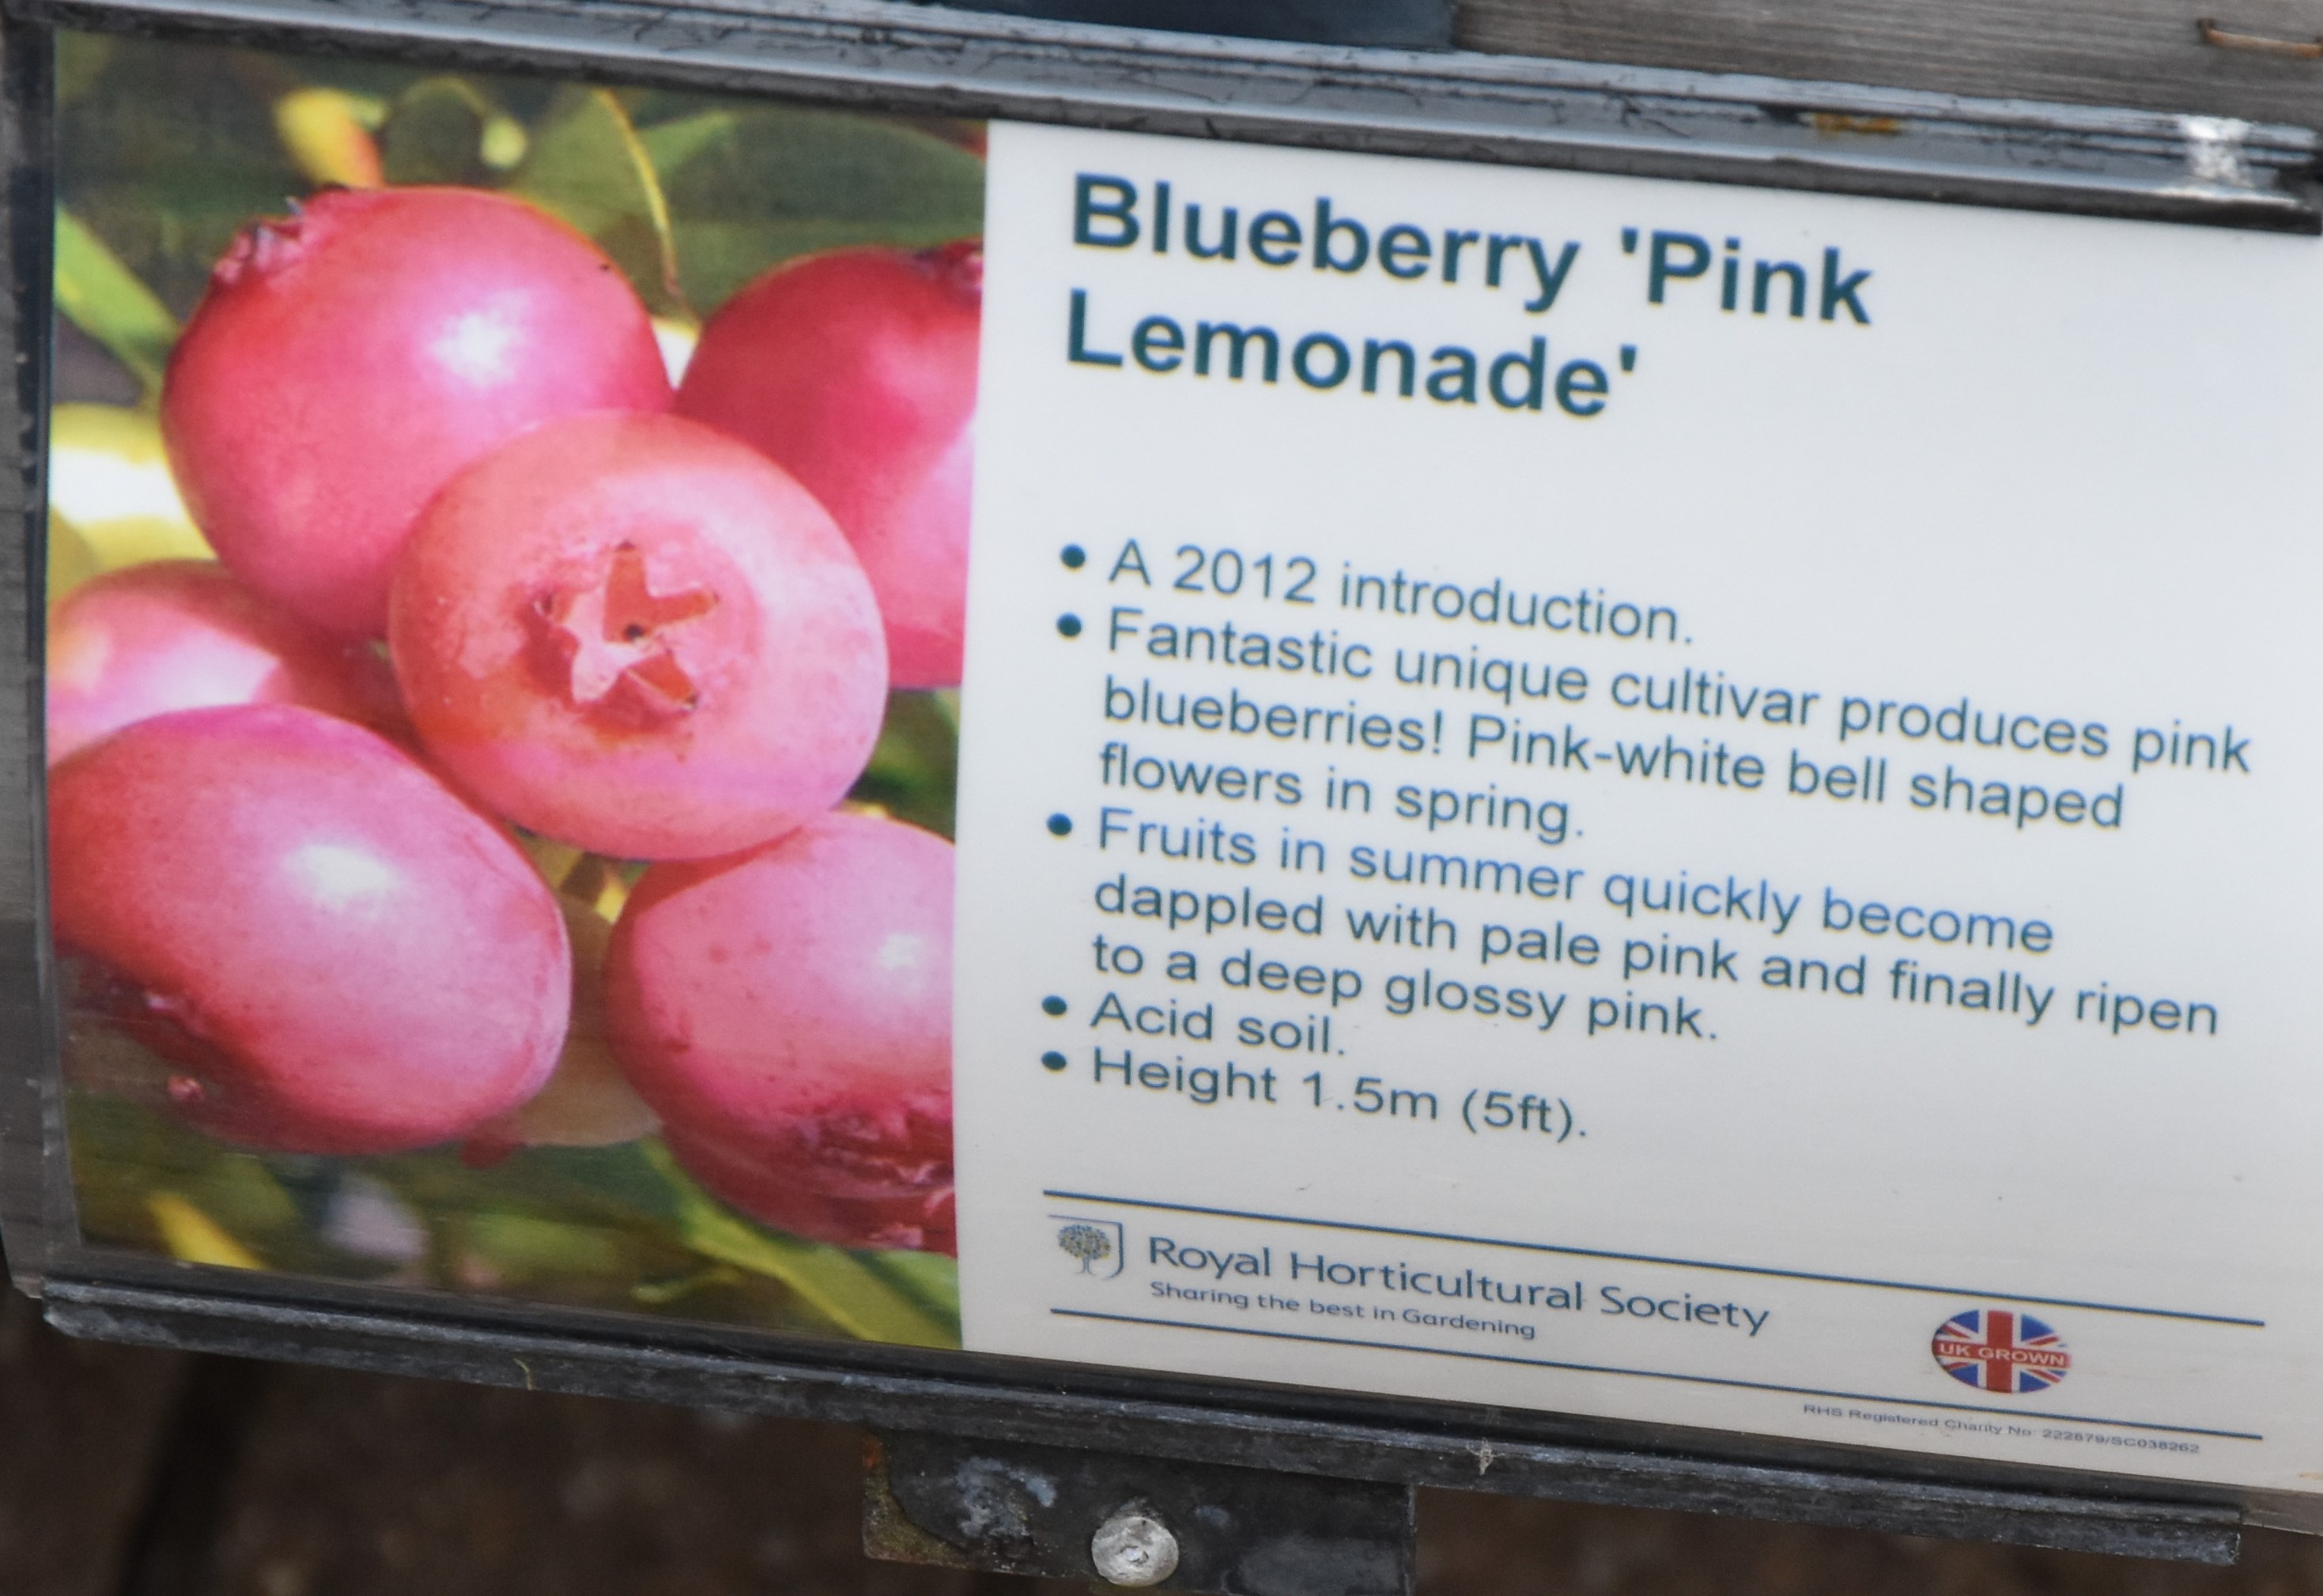 Blueberry 'Pink
Lemonade'
• A 2012 introduction.
• Fantastic unique cultivar produces pink
blueberries! Pink-white bell shaped
flowers in spring.
• Fruits in summer quickly become
dappled with pale pink and finally ripen
to a deep glossy pink.
• Acid soil.
• Height 1.5m (5ft).
Royal Horticultural Society
Sharing the best in Gardening
UK GROWN
RHS Registered Charity No: 222879/SC038262